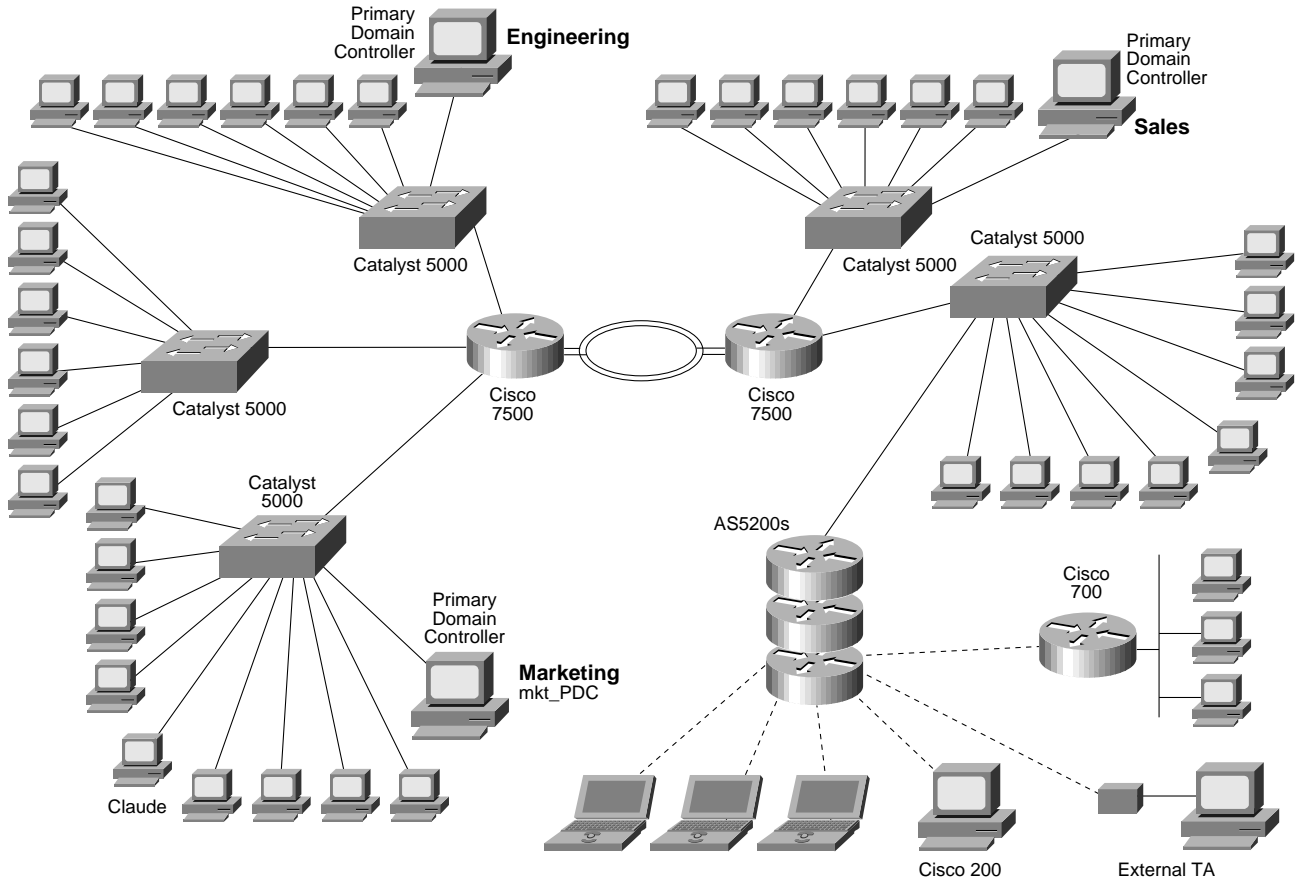 Primary
Domain
Controller
Engineering
Primary
Domain
Controller
Sales
Catalyst 5000
Catalyst 5000
Catalyst 5000
Cisco
7500
Cisco
7500
Catalyst 5000
Catalyst
5000
AS5200s
Cisco
700
Primary
Domain
Controller
Marketing
mkt_PDC
Claude
Cisco 200
External TA